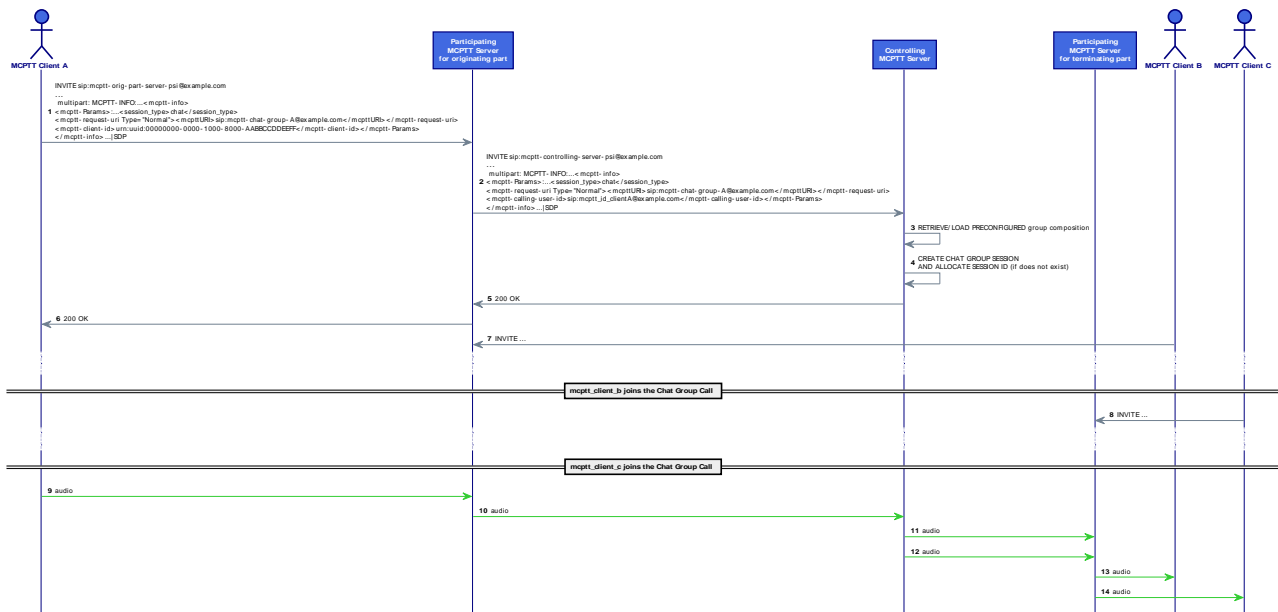 MCPTT Client A
Participating
MCPTT Server
for originating part
Controlling
MCPTT Server
Participating
MCPTT Server
for terminating part
MCPTT Client B
MCPTT Client C
INVITE sip:mcptt- orig- part- server- psi@example.com
...
multipart: MCPTT- INFO:...< mcptt- info>
1 < mcptt- Params> :...< session_type> chat< / session_type>
< mcptt- request- uri Type= "Normal"> < mcpttURI> sip:mcptt- chat- group- A@example.com< / mcpttURI> < / mcptt- request- uri>
< mcptt- client- id> urn:uuid:00000000- 0000- 1000- 8000- AABBCCDDEEFF< / mcptt- client- id> < / mcptt- Params>
< / mcptt- info> ...|SDP
INVITE sip:mcptt- controlling- server- psi@example.com
...
multipart: MCPTT- INFO:...< mcptt- info>
2 < mcptt- Params> :...< session_type> chat< / session_type>
< mcptt- request- uri Type= "Normal"> < mcpttURI> sip:mcptt- chat- group- A@example.com< / mcpttURI> < / mcptt- request- uri>
< mcptt- calling- user- id> sip:mcptt_id_clientA@example.com< / mcptt- calling- user- id> < / mcptt- Params>
< / mcptt- info> ...|SDP
3 RETRIEVE/ LOAD PRECONFIGURED group composition
4 CREATE CHAT GROUP SESSION
AND ALLOCATE SESSION ID (if does not exist)
5 200 OK
6 200 OK
7 INVITE ...
mcptt_client_b joins the Chat Group Call
8 INVITE ...
mcptt_client_c joins the Chat Group Call
9 audio
10 audio
11 audio
12 audio
13 audio
14 audio